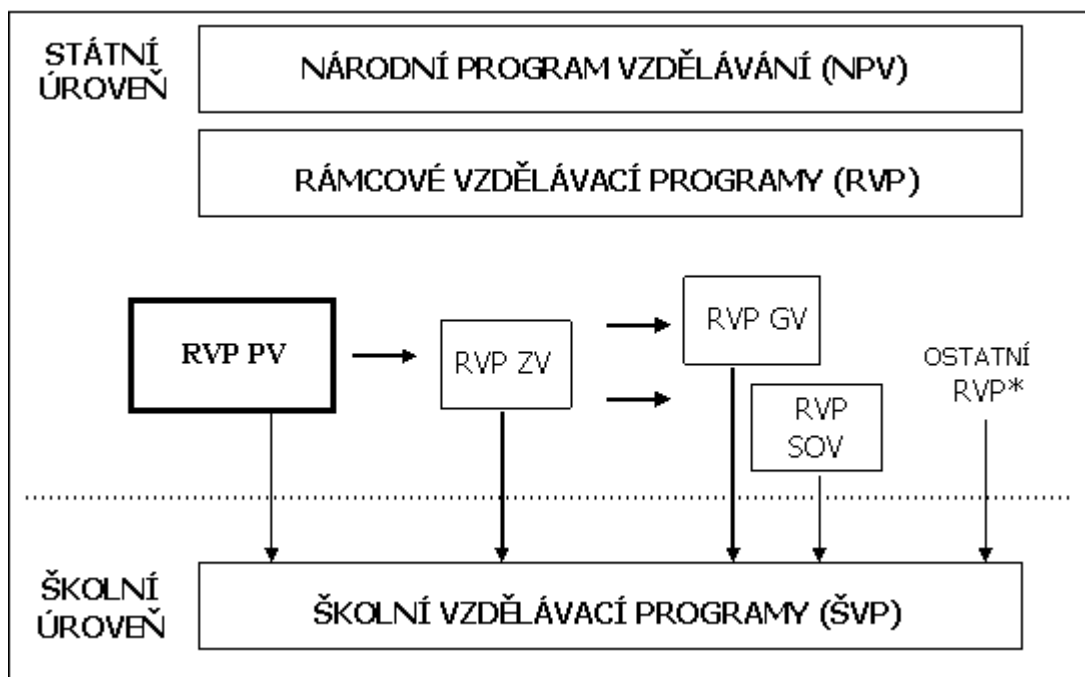 STÁTNÍ
ÚROVEŇ
NÁRODNÍ PROGRAM VZDĚLÁVÁNÍ (NPV)
RÁMCOVÉ VZDĚLÁVACÍ PROGRAMY (RVP)
RVP PV
RVP ZV
RVP GV
RVP
SOV
OSTATNÍ
RVP*
ŠKOLNÍ
ÚROVEŇ
ŠKOLNÍ VZDĚLÁVACÍ PROGRAMY (ŠVP)